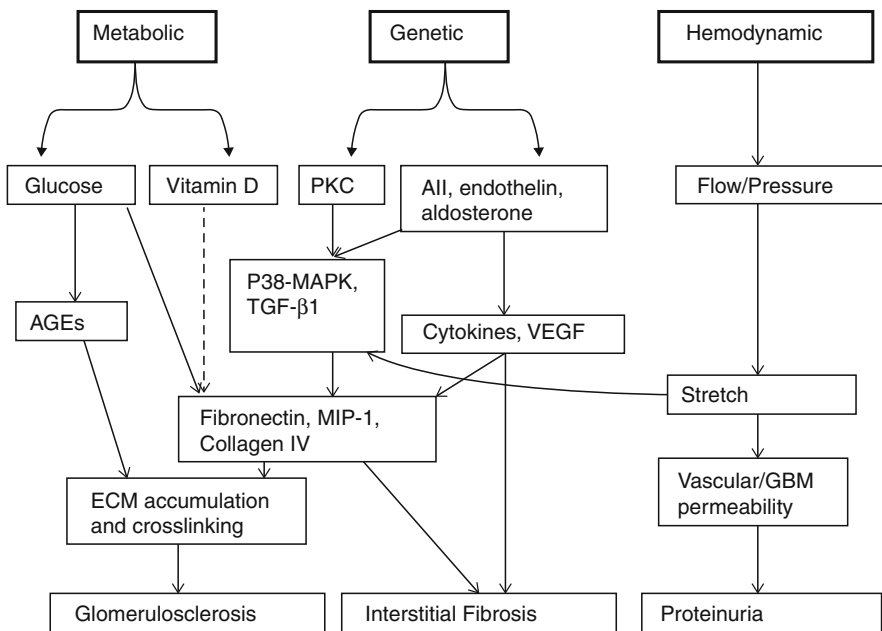 Metabolic
Genetic
Hemodynamic
Glucose
Vitamin D
PKC
AII, endothelin,
aldosterone
Flow/Pressure
P38-MAPK,
TGF-β1
AGEs
Cytokines, VEGF
Stretch
Fibronectin, MIP-1,
Collagen IV
Vascular/GBM
permeability
ECM accumulation
and crosslinking
Glomerulosclerosis
Interstitial Fibrosis
Proteinuria